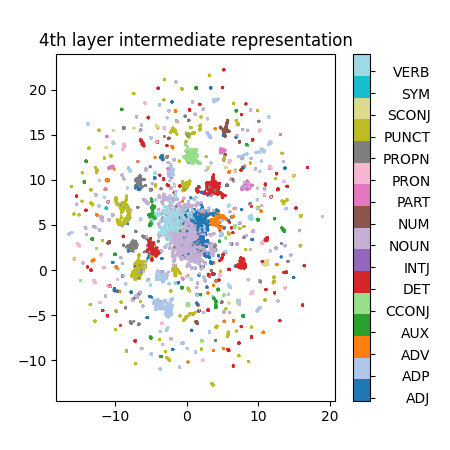 4th layer intermediate representation
20
15
10
5
0
−5
−10
−10
0
10
20
VERB
SYM
SCONJ
PUNCT
PROPN
PRON
PART
NUM
NOUN
INTJ
DET
CCONJ
AUX
ADV
ADP
ADJ